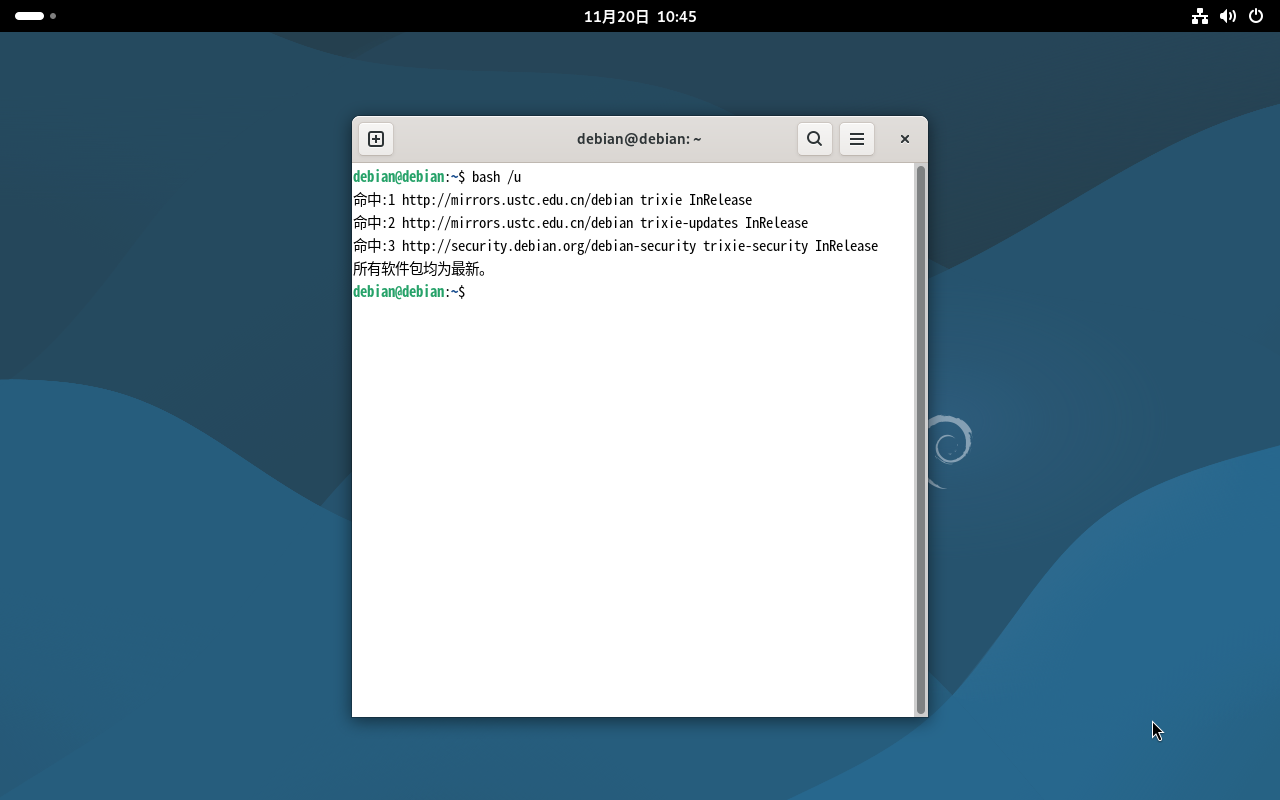 11月20日 10:45
debian@debian: ~
debian@debian:~$ bash /u
命中:1 http://mirrors.ustc.edu.cn/debian trixie InRelease
命中:2 http://mirrors.ustc.edu.cn/debian trixie-updates InRelease
命中:3 http://security.debian.org/debian-security trixie-security InRelease
所有软件包均为最新。
debian@debian:~$